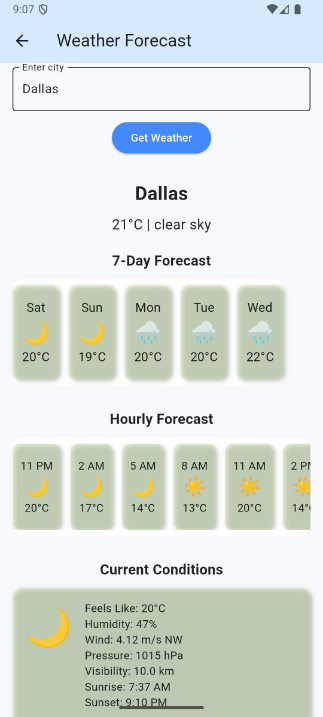 9:07
Weather Forecast
Enter city
Dallas
Get Weather
Dallas
21°C | clear sky
7-Day Forecast
Sat Sun Mon Tue Wed
20°C 19°C 20°C 20°C 22°C
Hourly Forecast
11 PM 2 AM 5 AM 8 AM 11 AM 2 PM
20°C 17°C 14°C 13°C 20°C
Current Conditions
Feels Like: 20°C
Humidity: 47%
Wind: 4.12 m/s NW
Pressure: 1015 hPa
Visibility: 10.0 km
Sunrise: 7:37 AM
Sunset: 9:10 PM